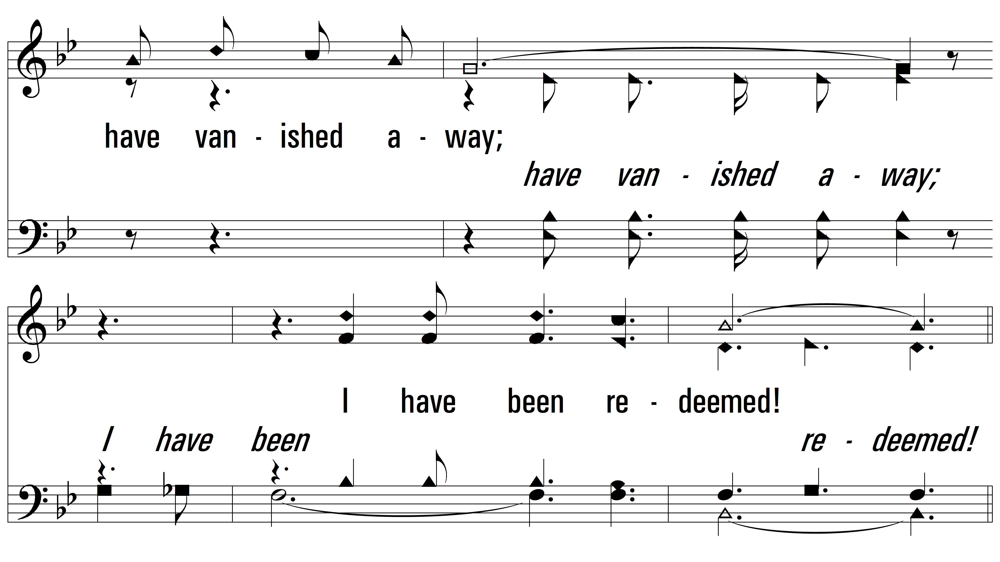 have van - ished a - way;
have van - ished a - way;
I have been re - deemed!
I have been re - deemed!